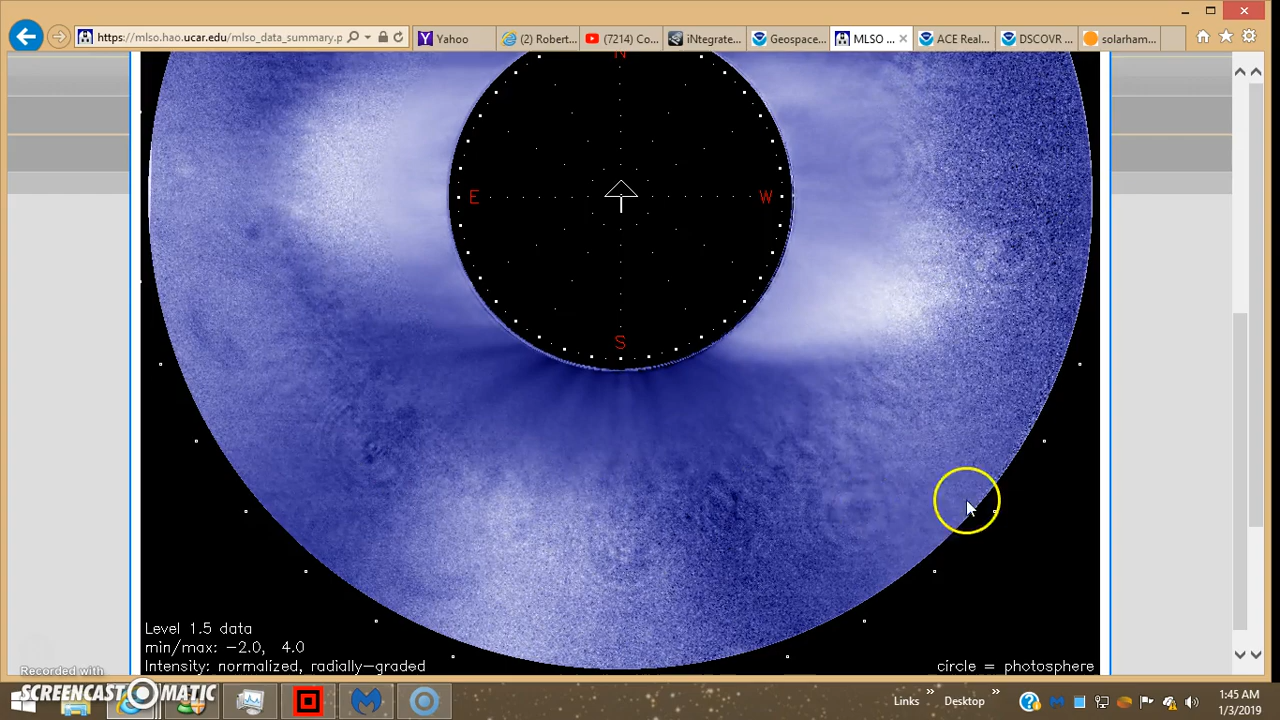 https://mlso.hao.ucar.edu/mlso_data_summary.p
Yahoo
(2) Robert...
(7214) Co...
iNtegrate...
Geospace...
MLSO ...
ACE Real...
DSCOVR ...
solarham...
N
E
W
S
Level 1.5 data
min/max: −2.0, 4.0
Intensity: normalized, radially−graded
circle = photosphere
Recorded with
SCREENCAST-O-MATIC
Links
Desktop
1:45 AM
1/3/2019